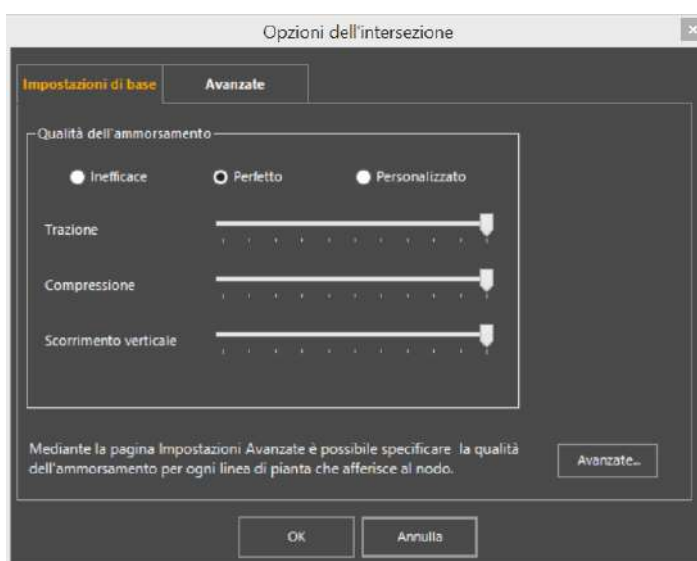 Opzioni dell'intersezione
Impostazioni di base Avanzate
Qualità dell'ammorsamento
Inefficace Perfetto Personalizzato
Trazione
Compressione
Scorrimento verticale
Mediante la pagina Impostazioni Avanzate è possibile specificare la qualità
dell'ammorsamento per ogni linea di pianta che afferisce al nodo.
Avanzate...
OK Annulla